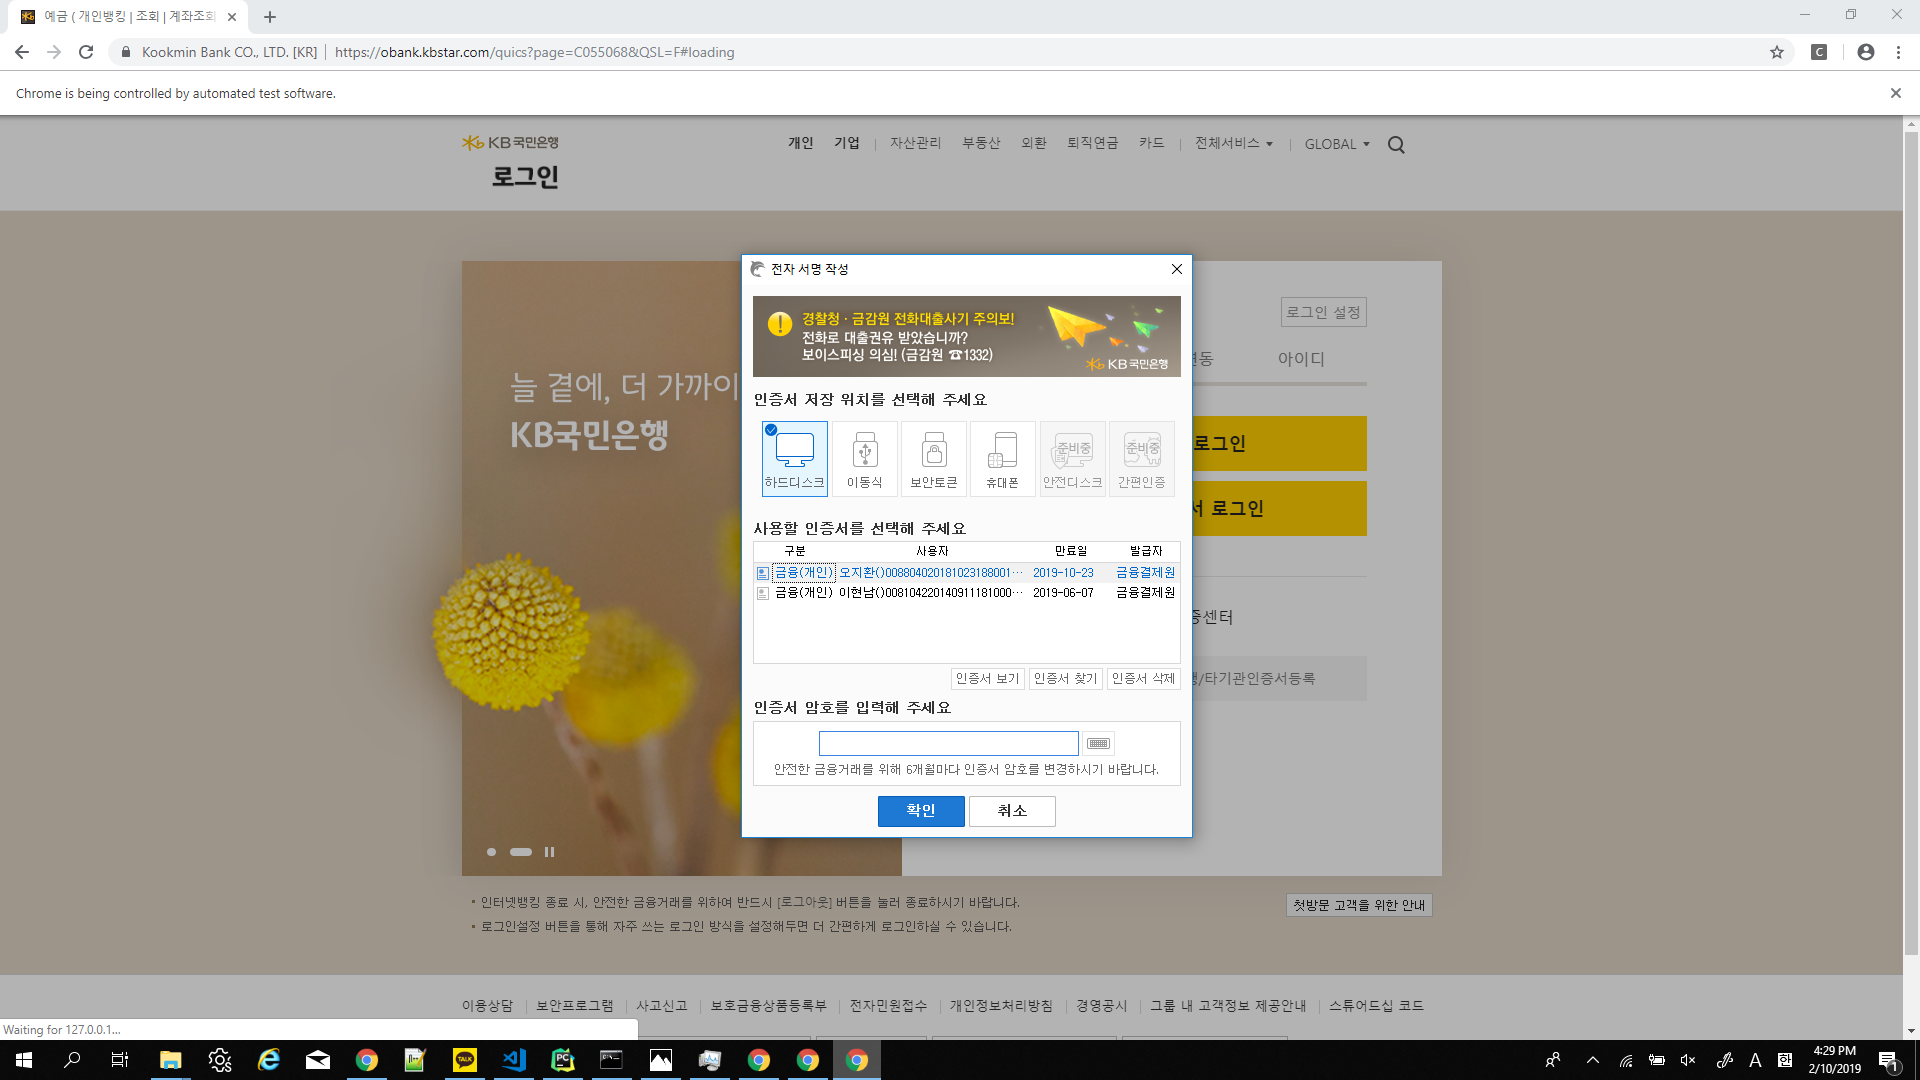 예금 ( 개인뱅킹 | 조회 | 계좌조회
Kookmin Bank CO., LTD. [KR] | https://obank.kbstar.com/quics?page=C055068&QSL=F#loading
Chrome is being controlled by automated test software.
KB국민은행
개인 기업 자산관리 부동산 외환 퇴직연금 카드 전체서비스 GLOBAL
로그인
전자 서명 작성
경찰청 · 금감원 전화대출사기 주의보!
전화로 대출권유 받았습니까?
보이스피싱 의심! (금감원 ☎1332)
KB국민은행
로그인 설정
아이디
늘 곁에, 더 가까이
KB국민은행
인증서 저장 위치를 선택해 주세요
준비중 준비중
하드디스크 이동식 보안토큰 휴대폰 안전디스크 간편인증
로그인
서 로그인
사용할 인증서를 선택해 주세요
구분 사용자 만료일 발급자
금융(개인) 오지환()008804020181023188001··· 2019-10-23 금융결제원
금융(개인) 이현남()008104220140911181000··· 2019-06-07 금융결제원
증센터
인증서 보기 인증서 찾기 인증서 삭제
행/타기관인증서등록
인증서 암호를 입력해 주세요
안전한 금융거래를 위해 6개월마다 인증서 암호를 변경하시기 바랍니다.
확인 취소
인터넷뱅킹 종료 시, 안전한 금융거래를 위하여 반드시 [로그아웃] 버튼을 눌러 종료하시기 바랍니다.
첫방문 고객을 위한 안내
로그인설정 버튼을 통해 자주 쓰는 로그인 방식을 설정해두면 더 간편하게 로그인하실 수 있습니다.
이용상담 보안프로그램 사고신고 보호금융상품등록부 전자민원접수 개인정보처리방침 경영공시 그룹 내 고객정보 제공안내 스튜어드십 코드
Waiting for 127.0.0.1...
TALK
PC
A 한
4:29 PM
2/10/2019
1